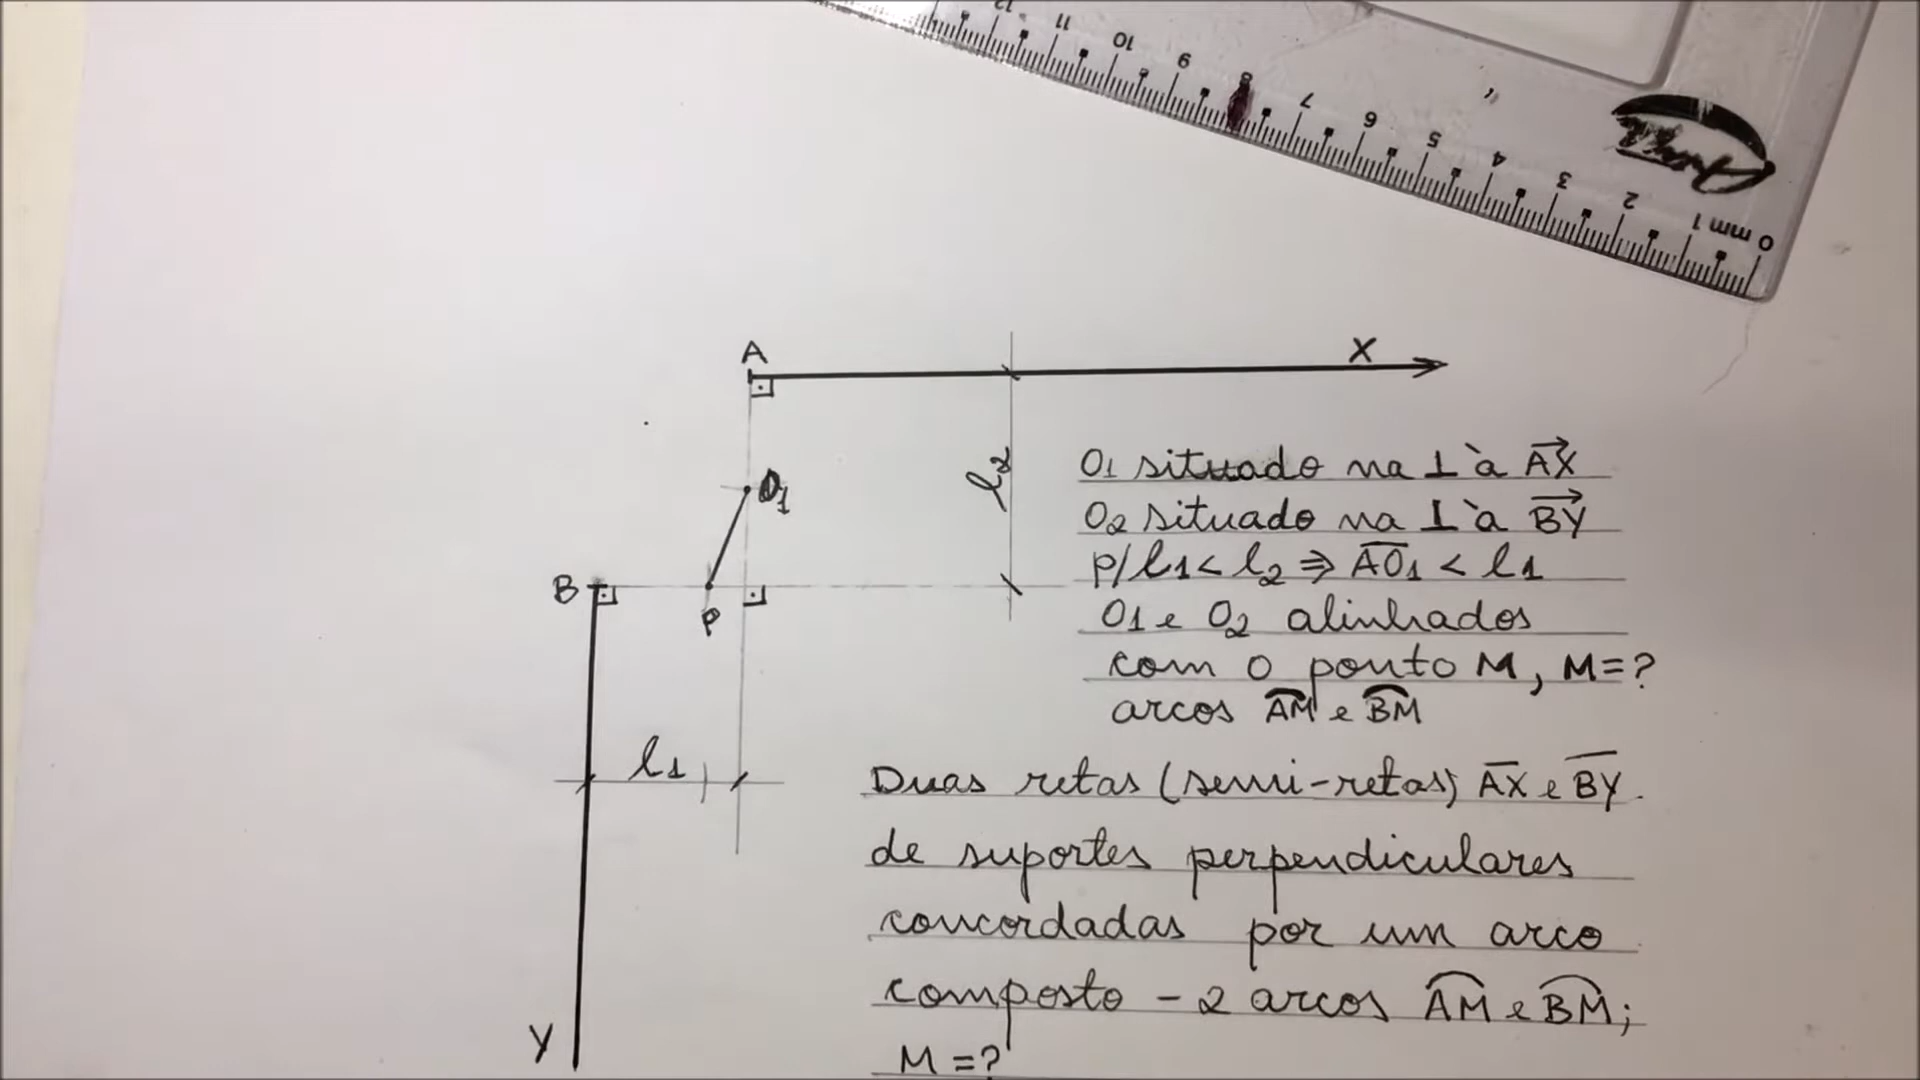 12 11 10 9 8 7 6 5 4 3 2 1 mm 0
A
X
O1
l2
B
P
l1
Y
O1 situado na ⊥ à AX
O2 situado na ⊥ à BY
p/ l1 < l2 ⇒ AO1 < l1
O1 e O2 alinhados
com o ponto M, M=?
arcos AM e BM
Duas retas (semi-retas) AX e BY
de suportes perpendiculares
concordadas por um arco
composto - 2 arcos AM e BM;
M =?